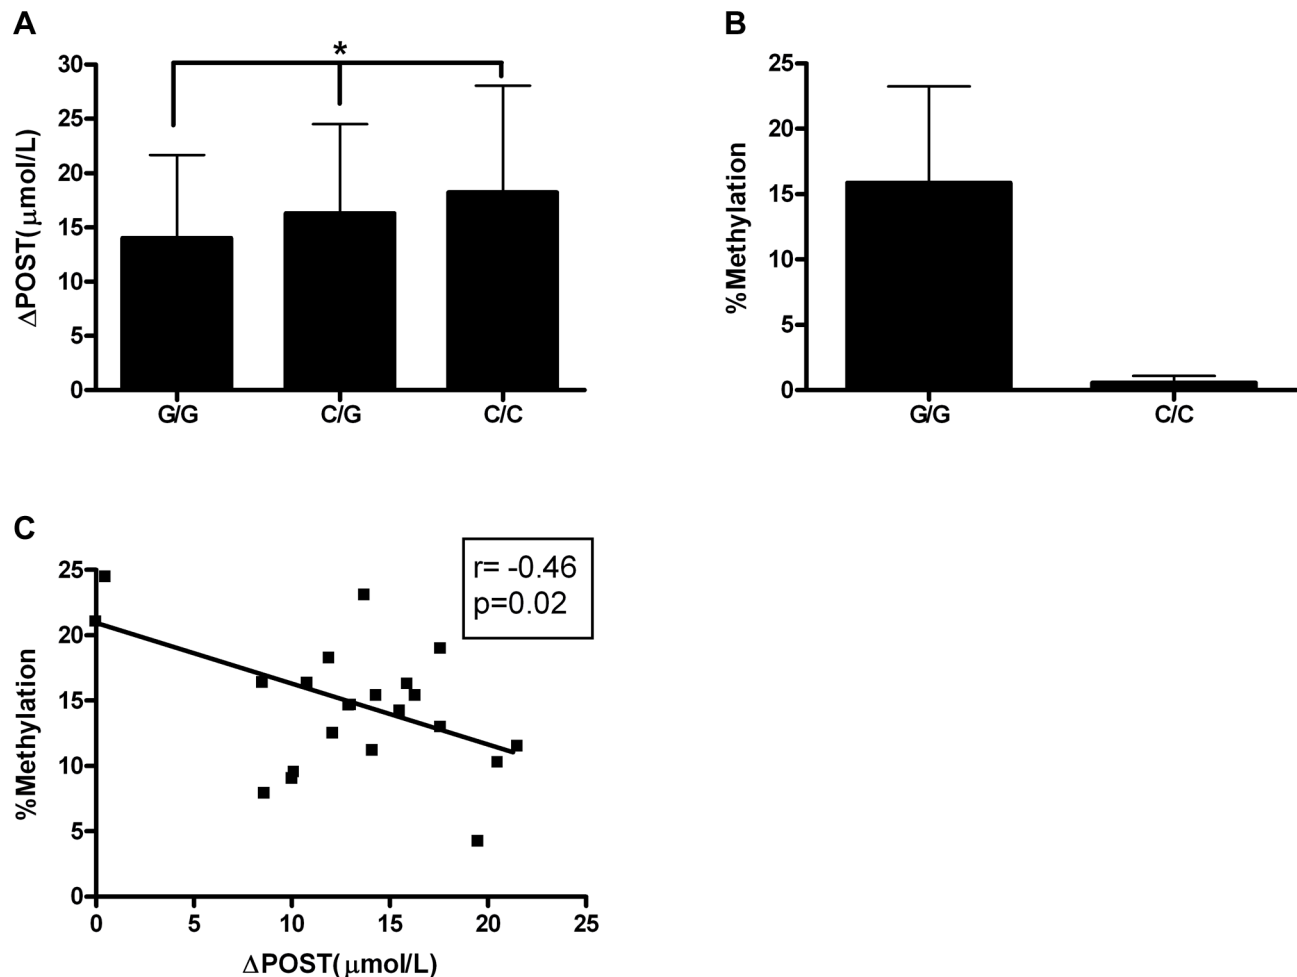 A
*
30
25
20
15
10
5
0
ΔPOST(μmol/L)
G/G C/G C/C
B
25
20
15
10
5
0
%Methylation
G/G C/C
C
r= -0.46
p=0.02
25
20
15
10
5
0
%Methylation
0 5 10 15 20 25
ΔPOST(μmol/L)